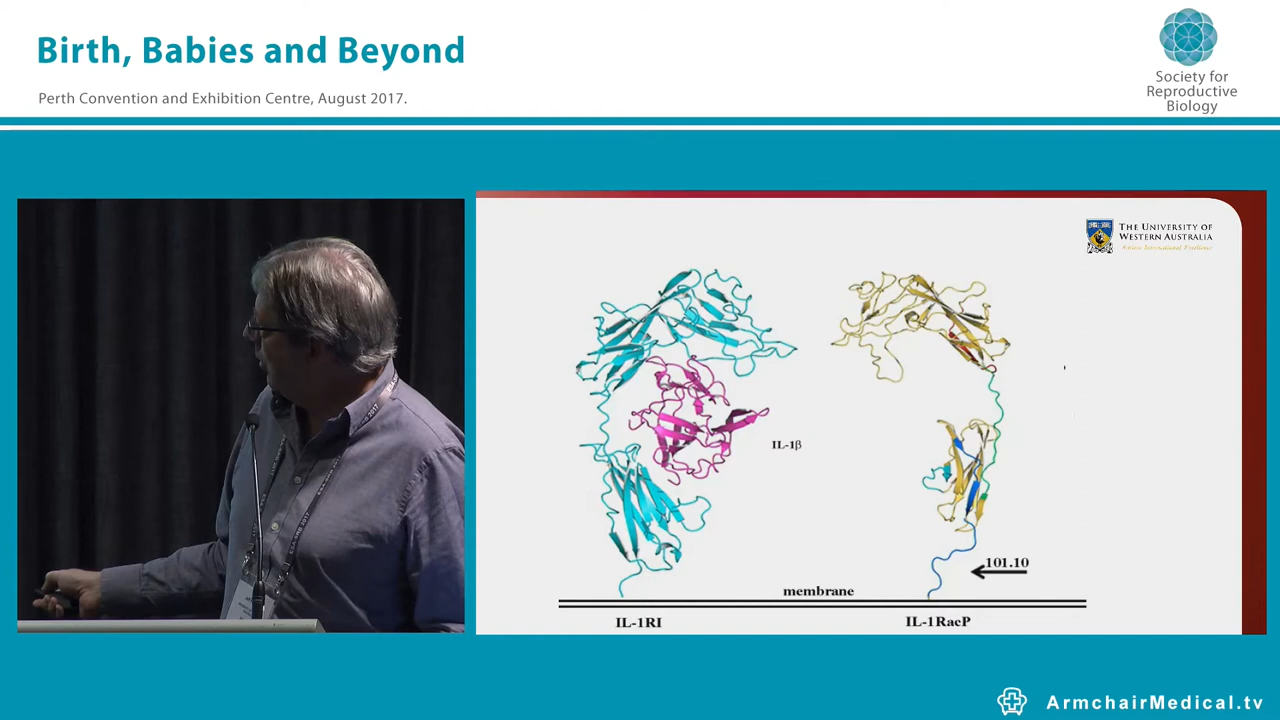 Birth, Babies and Beyond
Perth Convention and Exhibition Centre, August 2017.
Society for
Reproductive
Biology
THE UNIVERSITY OF
WESTERN AUSTRALIA
IL-1β
101.10
membrane
IL-1RI
IL-1RacP
ArmchairMedical.tv